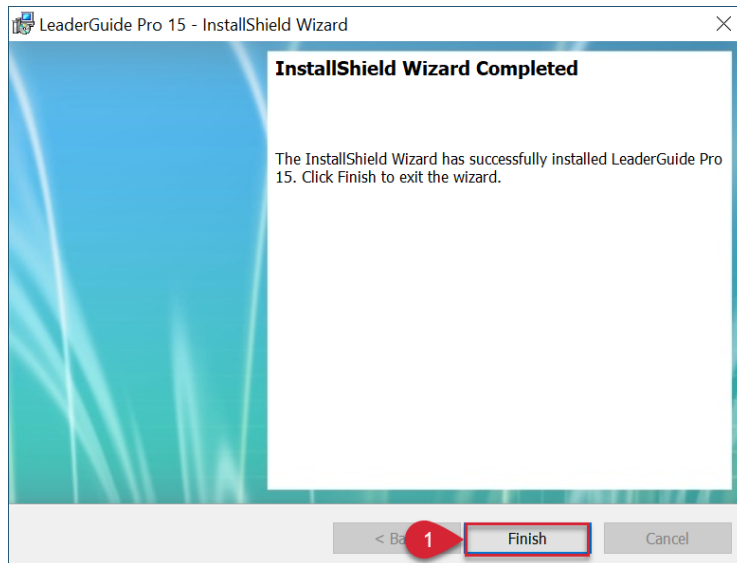 LeaderGuide Pro 15 - InstallShield Wizard
InstallShield Wizard Completed
The InstallShield Wizard has successfully installed LeaderGuide Pro
15. Click Finish to exit the wizard.
< Ba 1 Finish Cancel